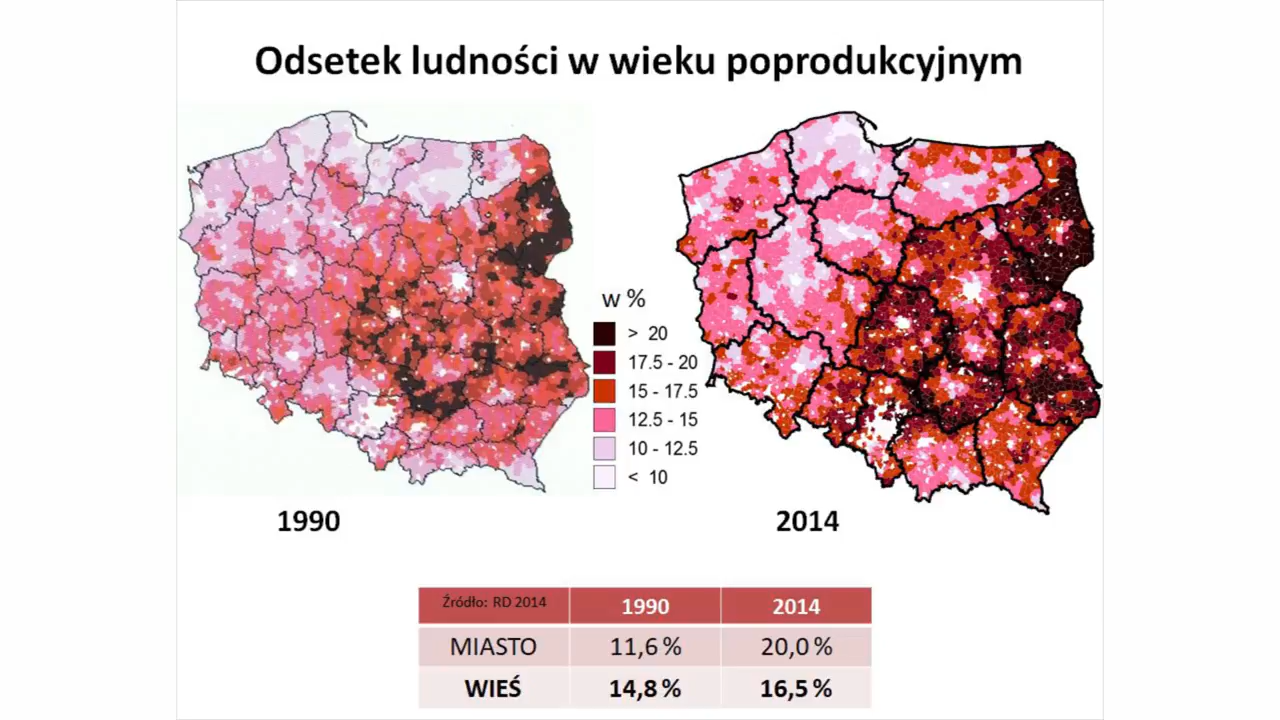 Odsetek ludności w wieku poprodukcyjnym
w %
> 20
17.5 - 20
15 - 17.5
12.5 - 15
10 - 12.5
< 10
1990
2014
Źródło: RD 2014 1990 2014
MIASTO 11,6 % 20,0 %
WIEŚ 14,8 % 16,5 %